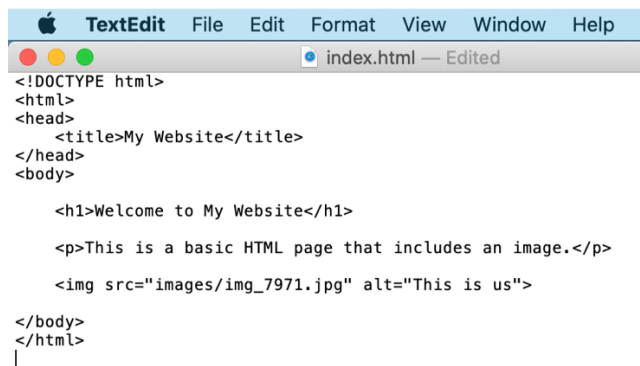 TextEdit File Edit Format View Window Help
index.html — Edited
<!DOCTYPE html>
<html>
<head>
    <title>My Website</title>
</head>
<body>

    <h1>Welcome to My Website</h1>

    <p>This is a basic HTML page that includes an image.</p>

    <img src="images/img_7971.jpg" alt="This is us">

</body>
</html>